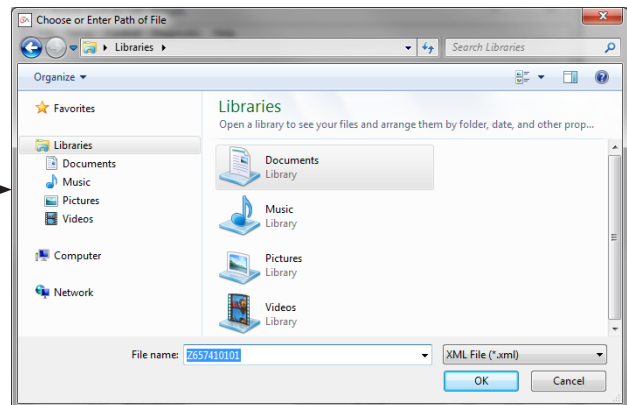 Choose or Enter Path of File
Libraries
Search Libraries
Organize
Favorites
Libraries
Documents
Music
Pictures
Videos
Computer
Network
Libraries
Open a library to see your files and arrange them by folder, date, and other prop...
Documents
Library
Music
Library
Pictures
Library
Videos
Library
File name: Z657410101
XML File (*.xml)
OK Cancel